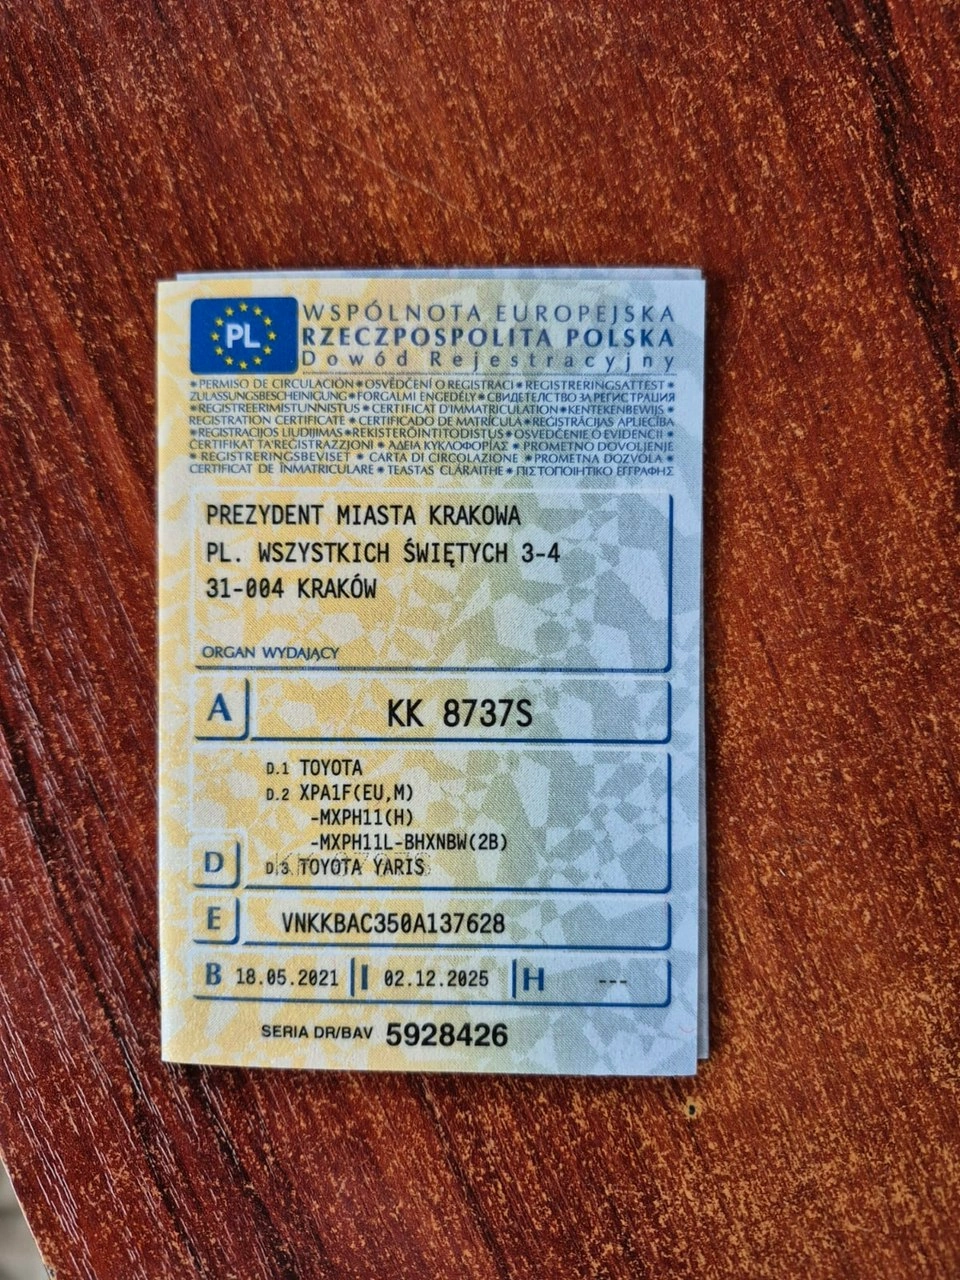 PL
WSPÓLNOTA EUROPEJSKA
RZECZPOSPOLITA POLSKA
Dowód Rejestracyjny
*PERMISO DE CIRCULACIÓN*OSVĚDČENÍ O REGISTRACI*REGISTRERINGSATTEST*
ZULASSUNGSBESCHEINIGUNG*FORGALMI ENGEDÉLY*СВИДЕТЕЛСТВО ЗА РЕГИСТРАЦИЯ
*REGISTREERIMISTUNNISTUS*CERTIFICAT D'IMMATRICULATION*KENTEKENBEWIJS*
REGISTRATION CERTIFICATE*CERTIFICADO DE MATRÍCULA*REGISTRĀCIJAS APLIECĪBA
*REGISTRACIJOS LIUDIJIMAS*REKISTERÖINTITODISTUS*OSVEDČENIE O EVIDENCII*
ĊERTIFIKAT TA'REĠISTRAZZJONI*ΆΔΕΙΑ ΚΥΚΛΟΦΟΡΙΑΣ*PROMETNO DOVOLJENJE
*REGISTRERINGSBEVISET*CARTA DI CIRCOLAZIONE*PROMETNA DOZVOLA*
CERTIFICAT DE ÎNMATRICULARE*TEASTAS CLÁRAITHE*ΠΙΣΤΟΠΟΙΗΤΙΚΟ ΕΓΓΡΑΦΗΣ
PREZYDENT MIASTA KRAKOWA
PL. WSZYSTKICH ŚWIĘTYCH 3-4
31-004 KRAKÓW
ORGAN WYDAJĄCY
A KK 8737S
D.1 TOYOTA
D.2 XPA1F(EU,M)
-MXPH11(H)
-MXPH11L-BHXNBW(2B)
D D.3 TOYOTA YARIS
E VNKKBAC350A137628
B 18.05.2021 I 02.12.2025 H ---
SERIA DR/BAV 5928426